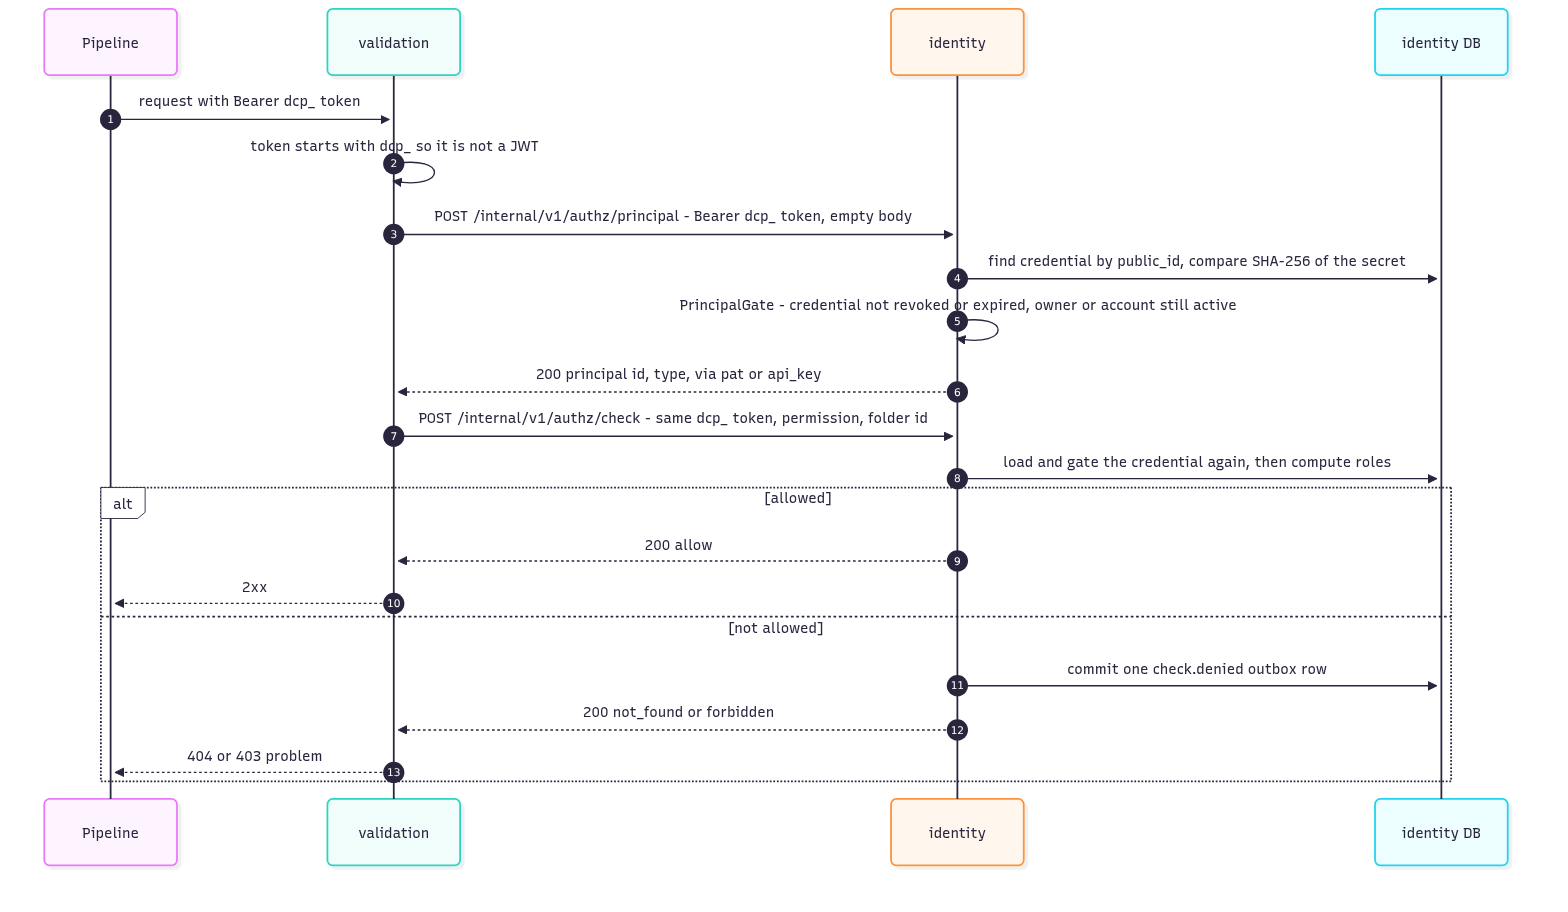 Pipeline
validation
identity
identity DB
request with Bearer dcp_ token
1
token starts with dcp_ so it is not a JWT
2
POST /internal/v1/authz/principal - Bearer dcp_ token, empty body
3
find credential by public_id, compare SHA-256 of the secret
4
PrincipalGate - credential not revoked or expired, owner or account still active
5
200 principal id, type, via pat or api_key
6
POST /internal/v1/authz/check - same dcp_ token, permission, folder id
7
load and gate the credential again, then compute roles
8
alt
[allowed]
200 allow
9
2xx
10
[not allowed]
commit one check.denied outbox row
11
200 not_found or forbidden
12
404 or 403 problem
13
Pipeline
validation
identity
identity DB